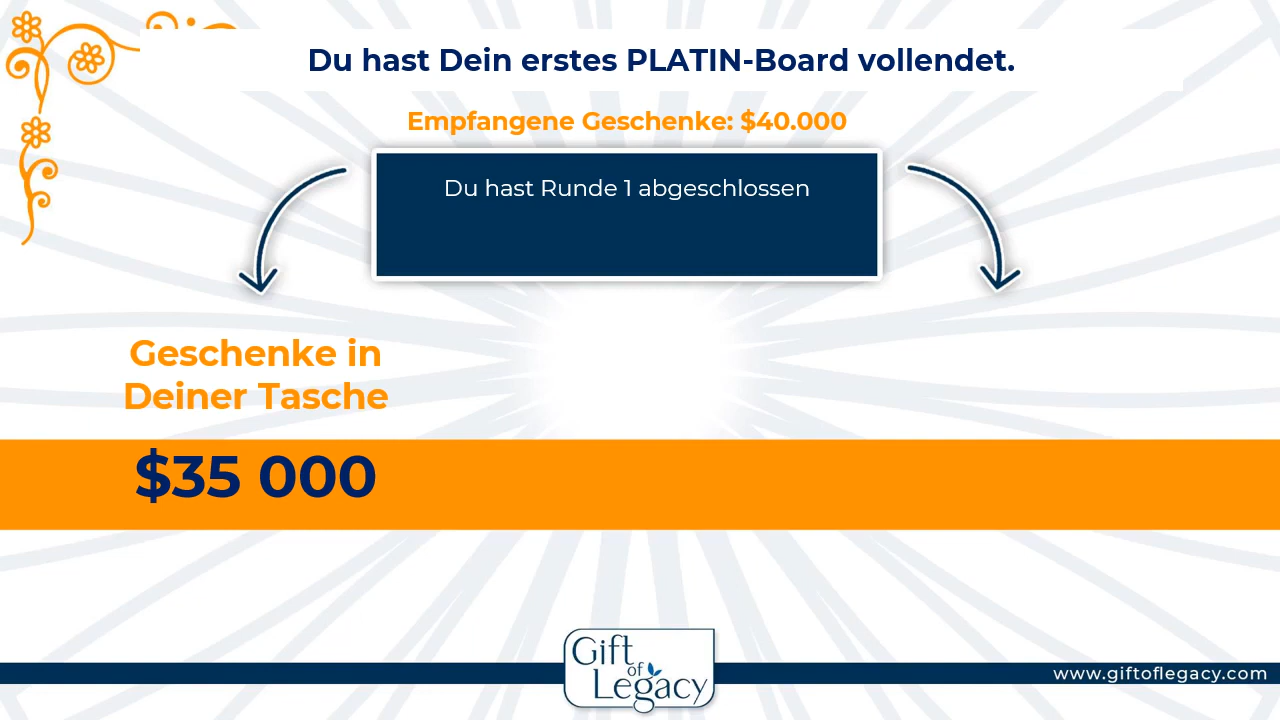 Du hast Dein erstes PLATIN-Board vollendet.
Empfangene Geschenke: $40.000
Du hast Runde 1 abgeschlossen
Geschenke in
Deiner Tasche
$35 000
Gift
of
Legacy
www.giftoflegacy.com